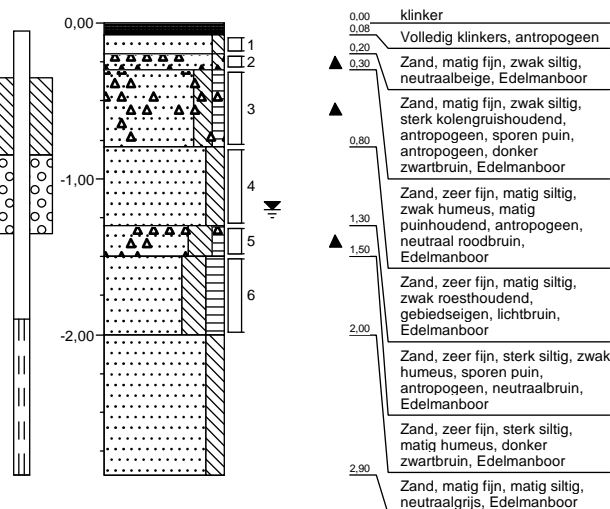 0,00
-1,00
-2,00
1
2
3
4
5
6
0,00
klinker
0,08
Volledig klinkers, antropogeen
0,20
Zand, matig fijn, zwak siltig,
neutraalbeige, Edelmanboor
0,30
Zand, matig fijn, zwak siltig,
sterk kolengruishoudend,
antropogeen, sporen puin,
antropogeen, donker
zwartbruin, Edelmanboor
0,80
Zand, zeer fijn, matig siltig,
zwak humeus, matig
puinhoudend, antropogeen,
neutraal roodbruin,
Edelmanboor
1,30
Zand, zeer fijn, matig siltig,
zwak roesthoudend,
gebiedseigen, lichtbruin,
Edelmanboor
1,50
Zand, zeer fijn, sterk siltig, zwak
humeus, sporen puin,
antropogeen, neutraalbruin,
Edelmanboor
2,00
Zand, zeer fijn, sterk siltig,
matig humeus, donker
zwartbruin, Edelmanboor
2,90
Zand, matig fijn, matig siltig,
neutraalgrijs, Edelmanboor